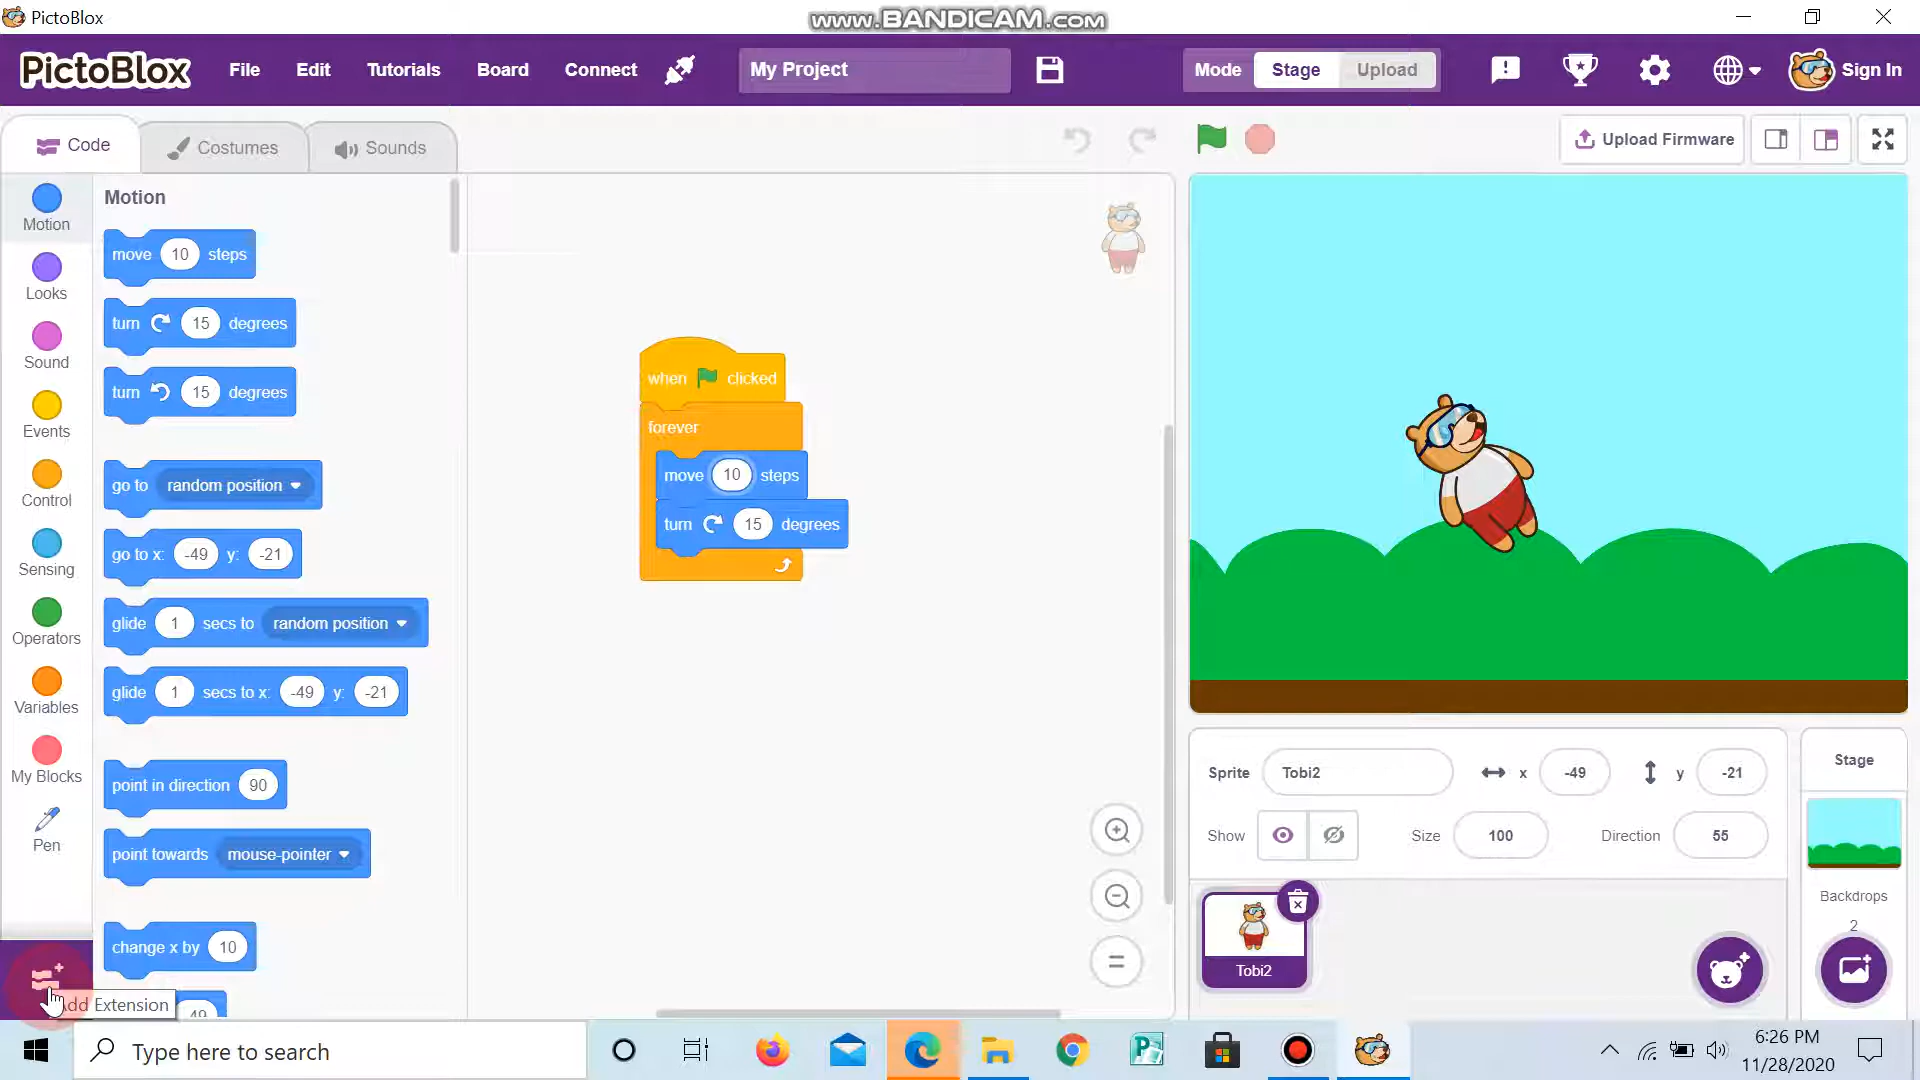 PictoBlox
www.BANDICAM.com
PictoBlox
File
Edit
Tutorials
Board
Connect
My Project
Mode
Stage
Upload
Sign In
Code
Costumes
Sounds
Upload Firmware
Motion
Looks
Sound
Events
Control
Sensing
Operators
Variables
My Blocks
Pen
Motion
move 10 steps
turn 15 degrees
turn 15 degrees
go to random position
go to x: -49 y: -21
glide 1 secs to random position
glide 1 secs to x: -49 y: -21
point in direction 90
point towards mouse-pointer
change x by 10
Add Extension
when clicked
forever
move 10 steps
turn 15 degrees
Sprite Tobi2 x -49 y -21
Show Size 100 Direction 55
Tobi2
Stage
Backdrops
2
Type here to search
6:26 PM
11/28/2020